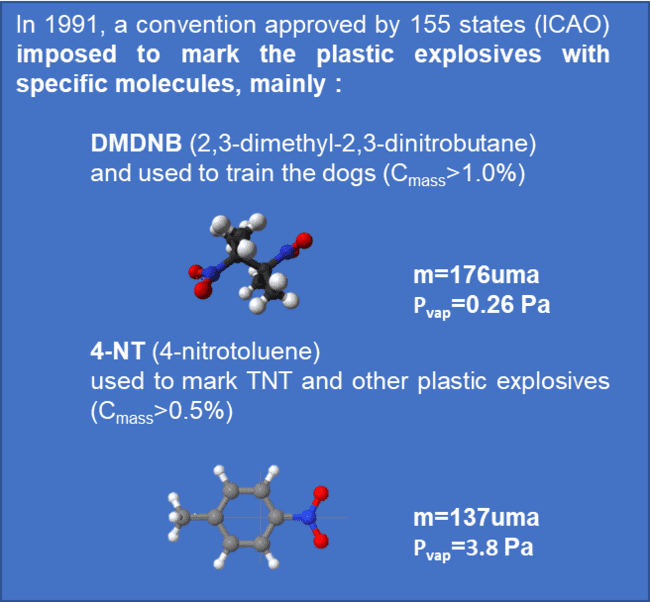 In 1991, a convention approved by 155 states (ICAO)
imposed to mark the plastic explosives with
specific molecules, mainly :
DMDNB (2,3-dimethyl-2,3-dinitrobutane)
and used to train the dogs (Cmass>1.0%)
m=176uma
Pvap=0.26 Pa
4-NT (4-nitrotoluene)
used to mark TNT and other plastic explosives
(Cmass>0.5%)
m=137uma
Pvap=3.8 Pa